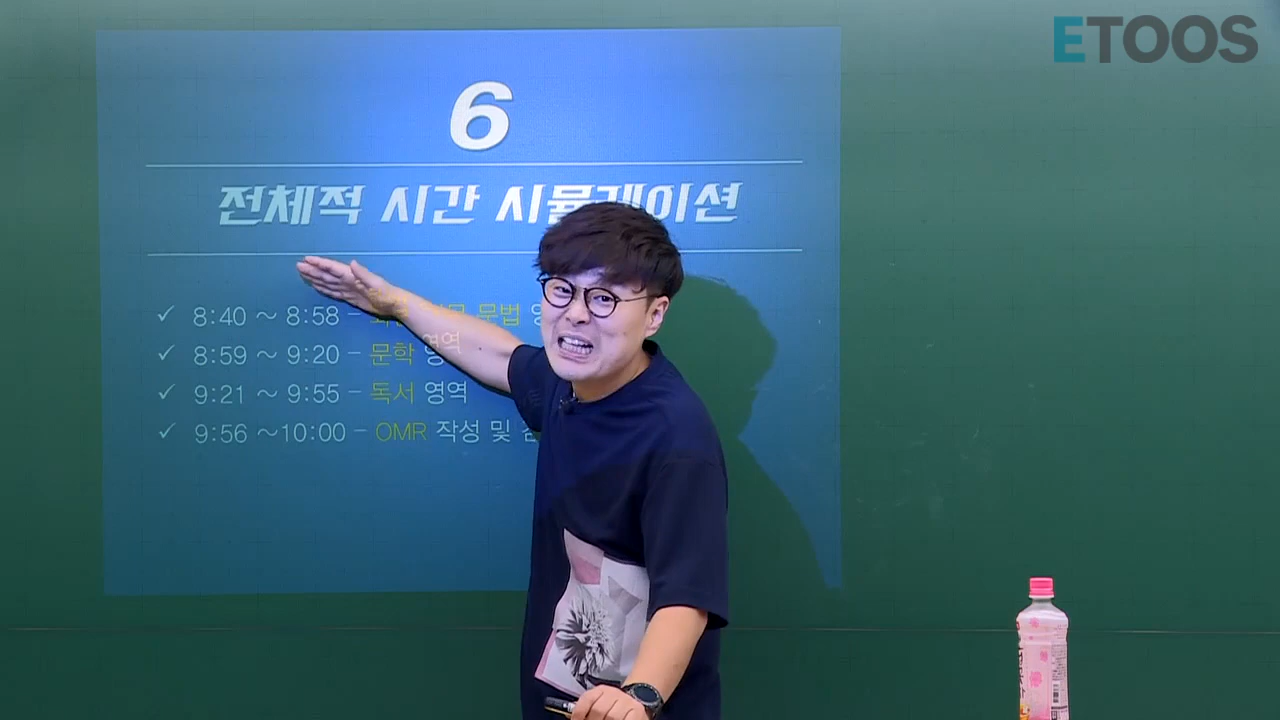 ETOOS
6
전체적 시간 시뮬레이션
✓ 8:40 ~ 8:58 - 문법
✓ 8:59 ~ 9:20 - 문학 영역
✓ 9:21 ~ 9:55 - 독서 영역
✓ 9:56 ~10:00 - OMR 작성 및